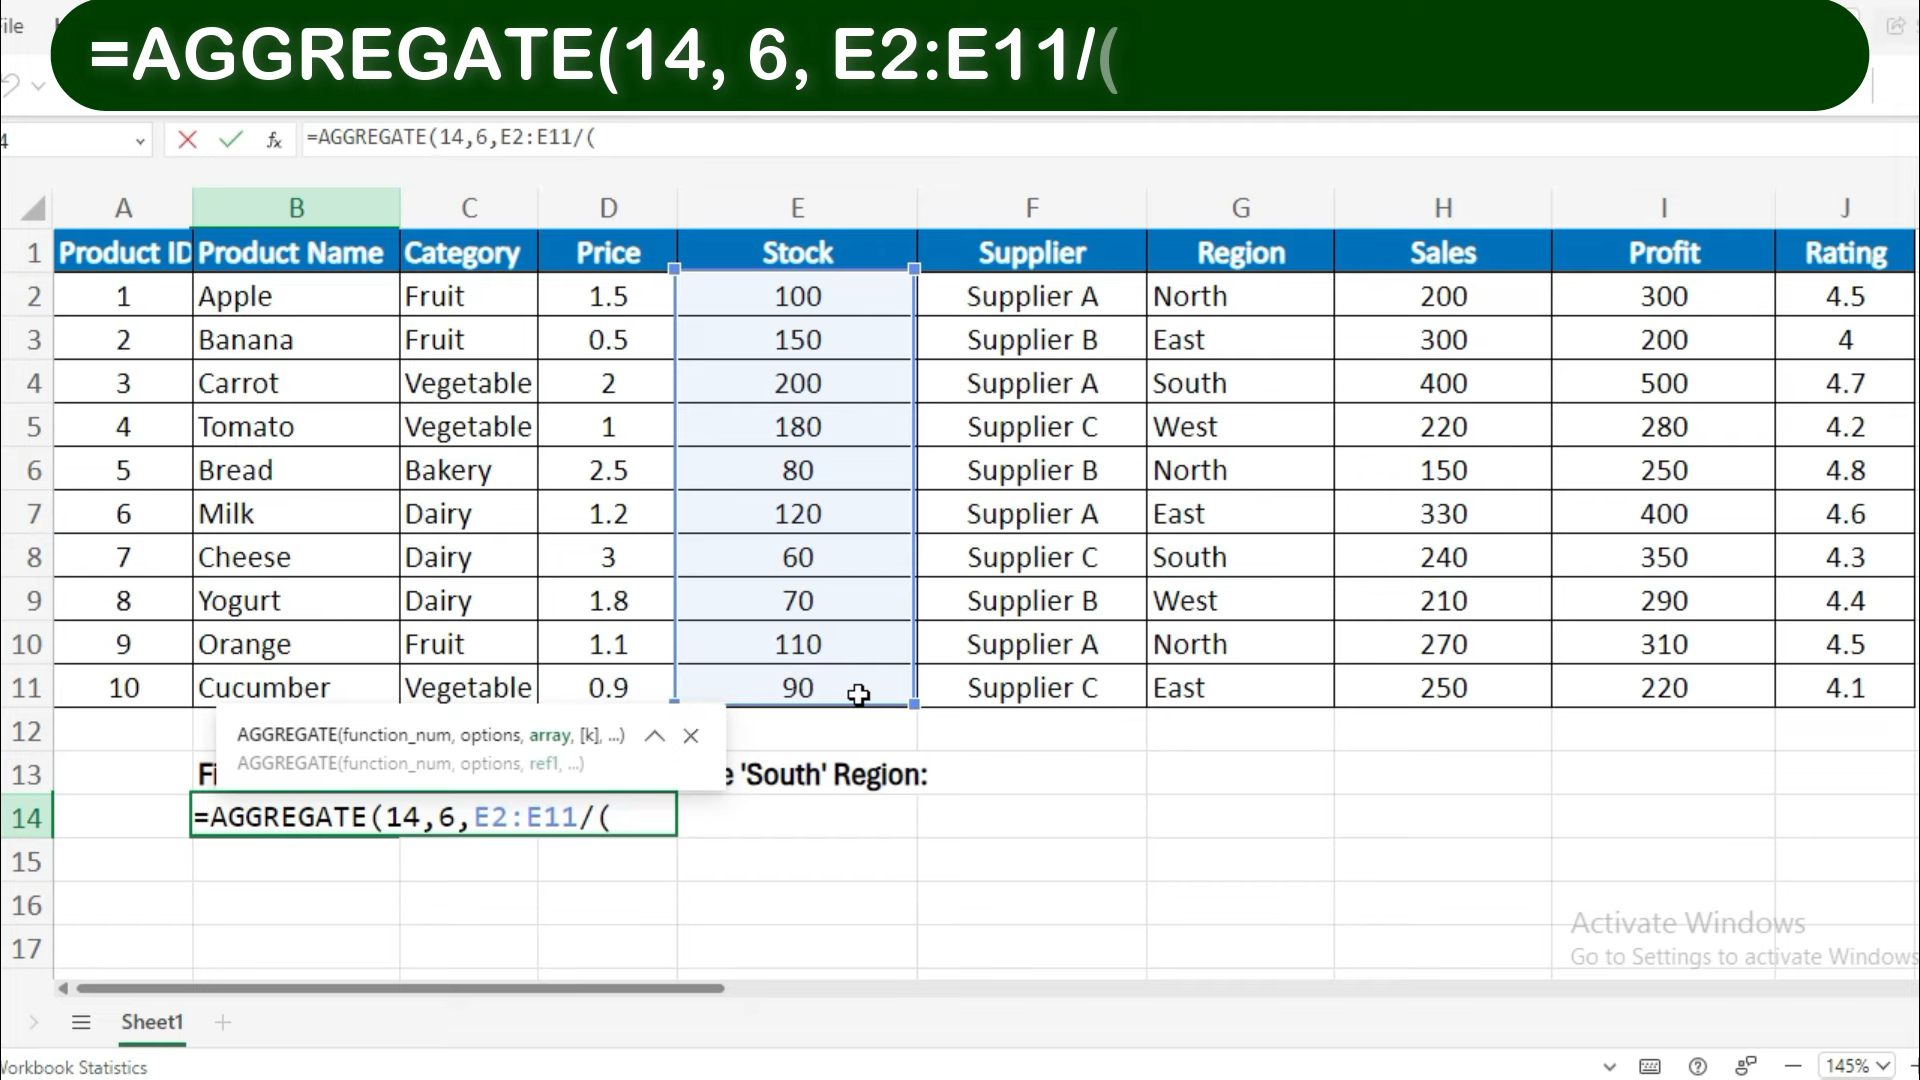 =AGGREGATE(14, 6, E2:E11/(
=AGGREGATE(14,6,E2:E11/(
A B C D E F G H I J
1 Product ID Product Name Category Price Stock Supplier Region Sales Profit Rating
2 1 Apple Fruit 1.5 100 Supplier A North 200 300 4.5
3 2 Banana Fruit 0.5 150 Supplier B East 300 200 4
4 3 Carrot Vegetable 2 200 Supplier A South 400 500 4.7
5 4 Tomato Vegetable 1 180 Supplier C West 220 280 4.2
6 5 Bread Bakery 2.5 80 Supplier B North 150 250 4.8
7 6 Milk Dairy 1.2 120 Supplier A East 330 400 4.6
8 7 Cheese Dairy 3 60 Supplier C South 240 350 4.3
9 8 Yogurt Dairy 1.8 70 Supplier B West 210 290 4.4
10 9 Orange Fruit 1.1 110 Supplier A North 270 310 4.5
11 10 Cucumber Vegetable 0.9 90 Supplier C East 250 220 4.1
12 AGGREGATE(function_num, options, array, [k], ...)
AGGREGATE(function_num, options, ref1, ...)
13 'South' Region:
14 =AGGREGATE(14,6,E2:E11/(
15
16
17
Activate Windows
Go to Settings to activate Windows
Sheet1
Workbook Statistics
145%